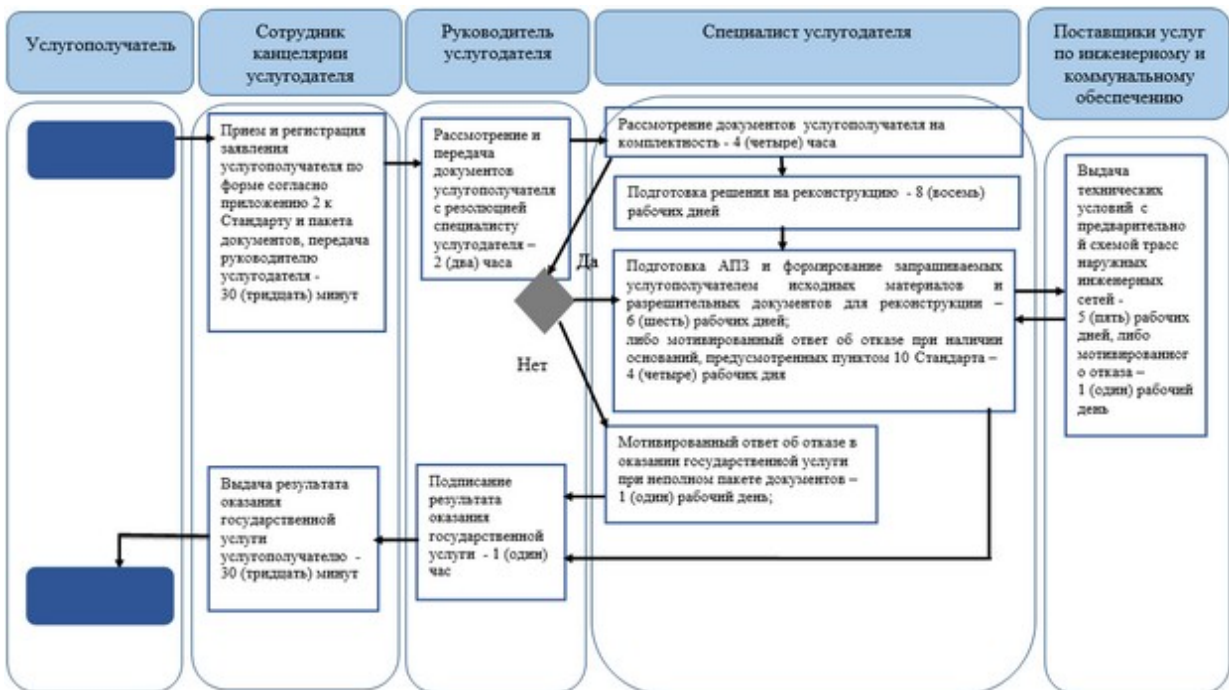 Услугополучатель
Сотрудник
канцелярии
услугодателя
Руководитель
услугодателя
Специалист услугодателя
Поставщики услуг
по инженерному и
коммунальному
обеспечению
Прием и регистрация
заявления
услугополучателя по
форме согласно
приложению 2 к
Стандарту и пакета
документов, передача
руководителю
услугодателя -
30 (тридцать) минут
Рассмотрение и
передача
документов
услугополучателя
с резолюцией
специалисту
услугодателя –
2 (два) часа
Рассмотрение документов услугополучателя на
комплектность - 4 (четыре) часа
Подготовка решения на реконструкцию - 8 (восемь)
рабочих дней
Да
Подготовка АПЗ и формирование запрашиваемых
услугополучателем исходных материалов и
разрешительных документов для реконструкции –
6 (шесть) рабочих дней;
либо мотивированный ответ об отказе при наличии
оснований, предусмотренных пунктом 10 Стандарта –
4 (четыре) рабочих дня
Выдача
технических
условий с
предварительно
й схемой трасс
наружных
инженерных
сетей -
5 (пять) рабочих
дней, либо
мотивированног
о отказа –
1 (один) рабочий
день
Нет
Мотивированный ответ об отказе в
оказании государственной услуги
при неполном пакете документов –
1 (один) рабочий день;
Подписание
результата
оказания
государственной
услуги - 1 (один)
час
Выдача результата
оказания
государственной
услуги
услугополучателю -
30 (тридцать) минут